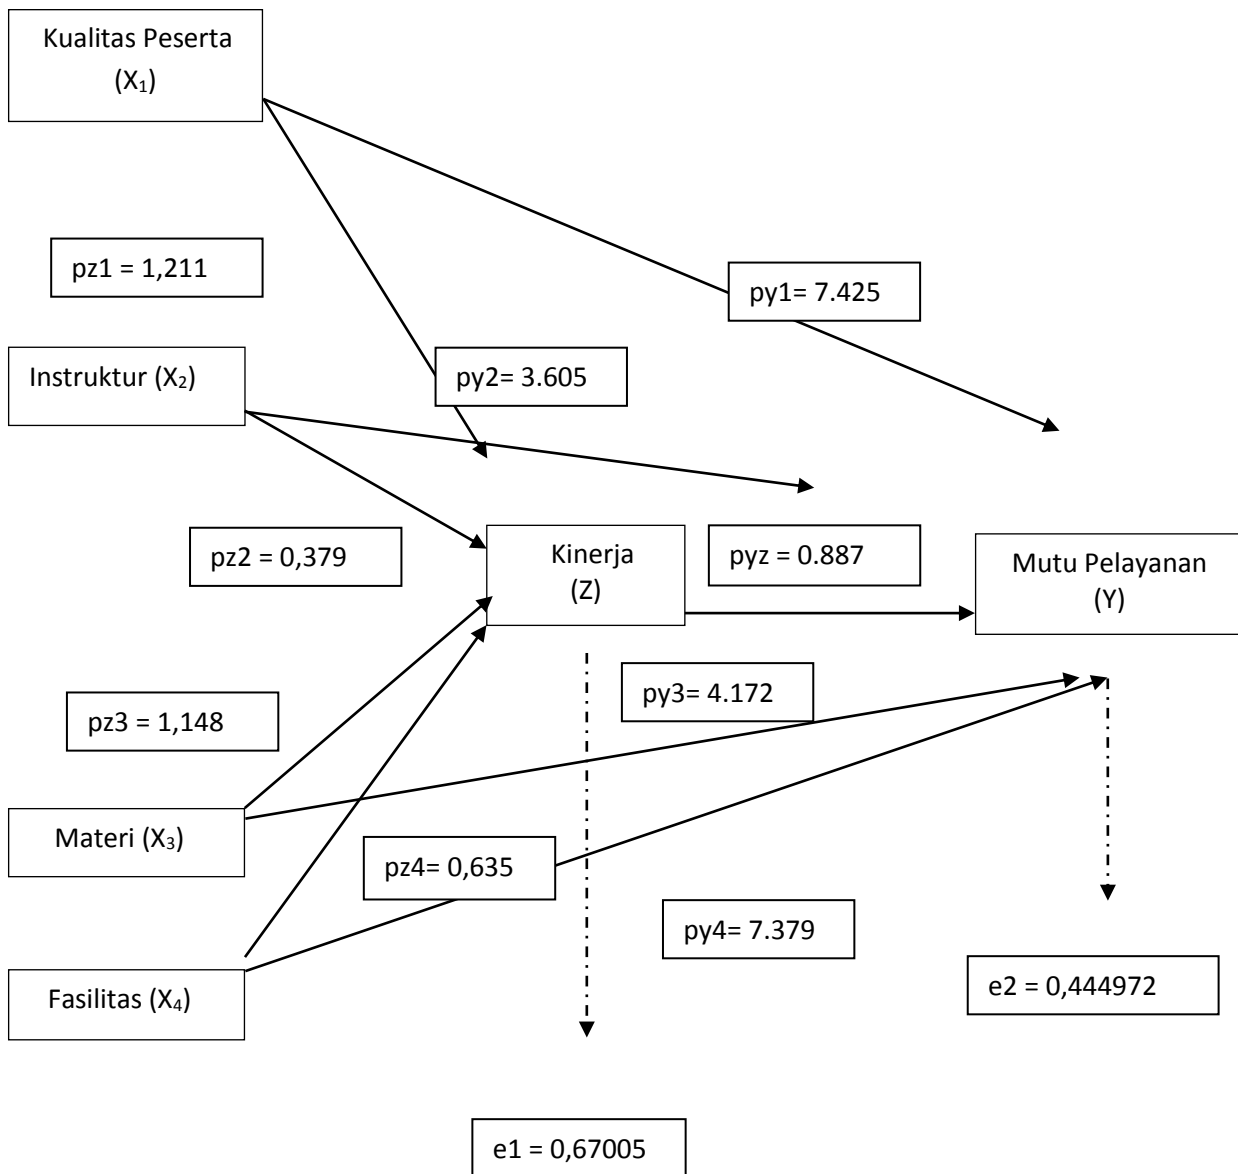 Kualitas Peserta
(X₁)
pz1 = 1,211
py1= 7.425
Instruktur (X₂)
py2= 3.605
pz2 = 0,379
Kinerja
(Z)
pyz = 0.887
Mutu Pelayanan
(Y)
pz3 = 1,148
py3= 4.172
Materi (X₃)
pz4= 0,635
py4= 7.379
Fasilitas (X₄)
e2 = 0,444972
e1 = 0,67005